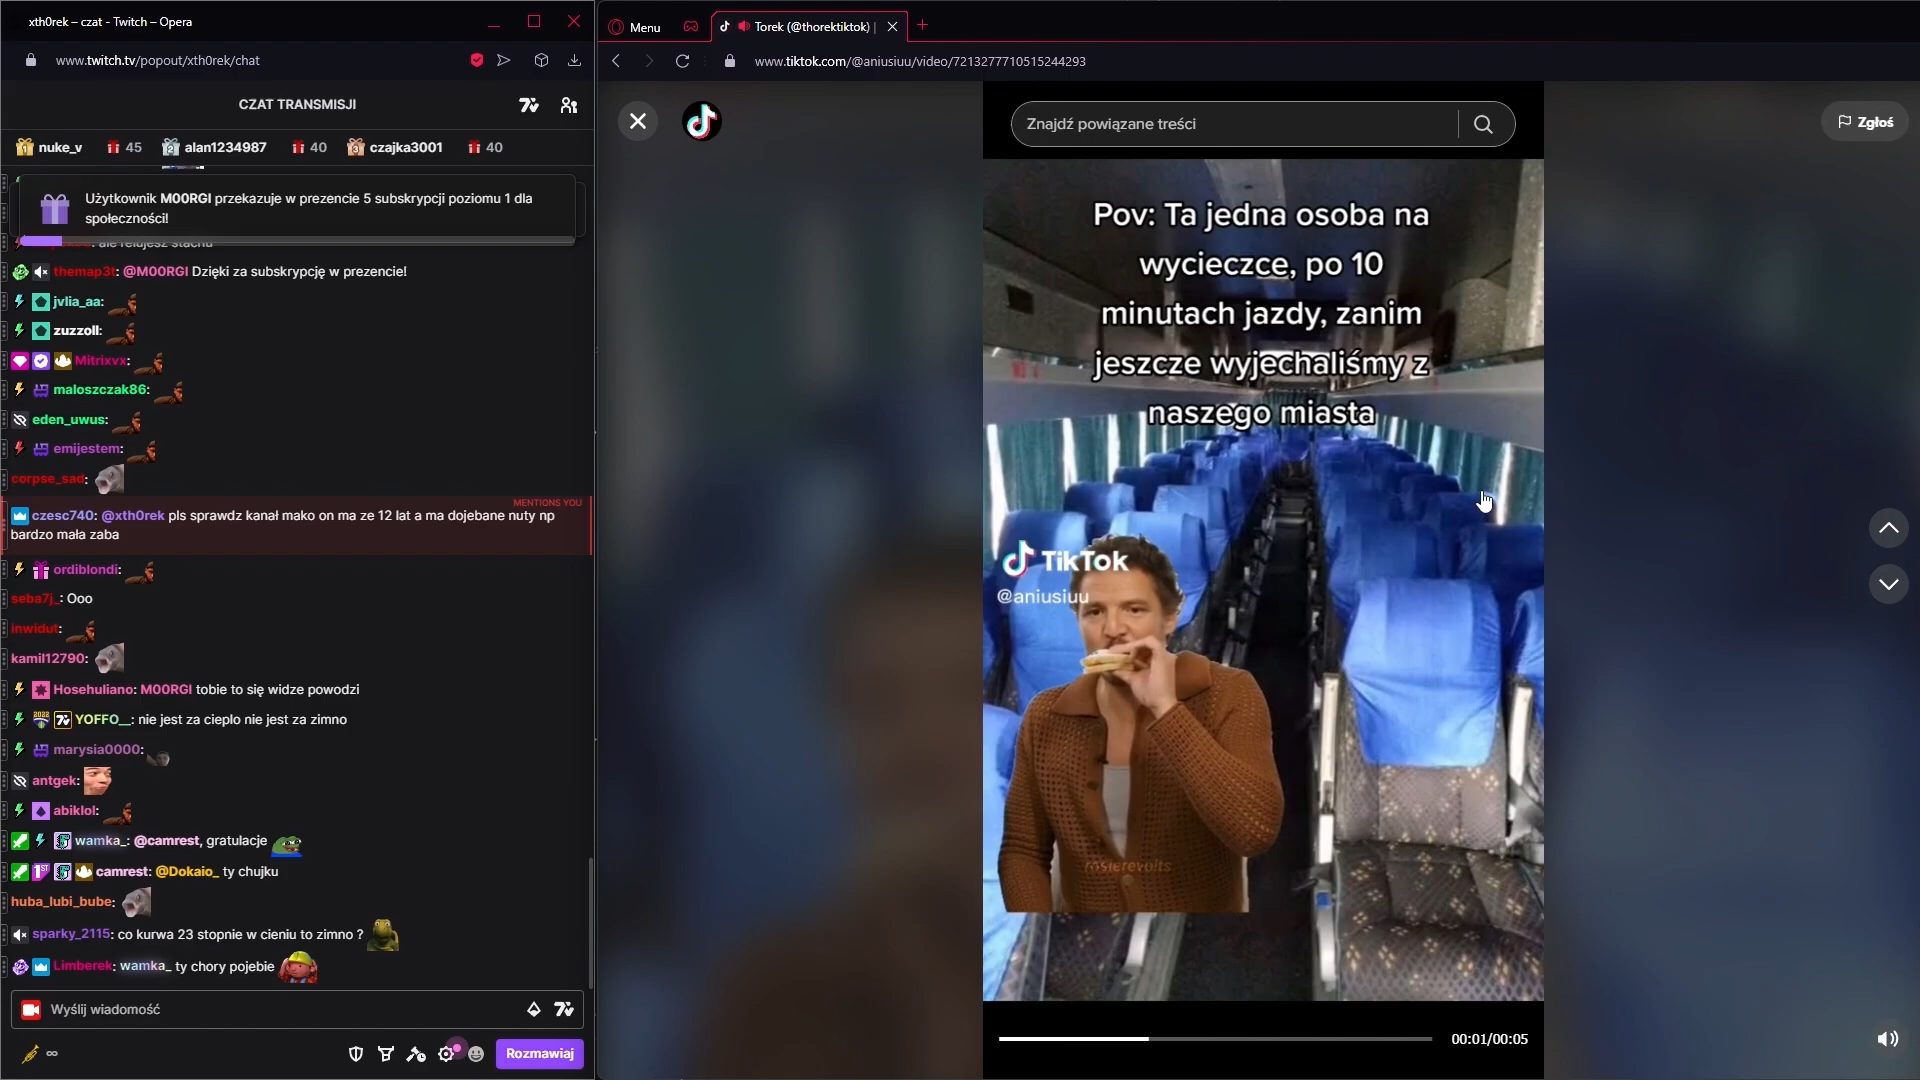 xth0rek – czat - Twitch – Opera
www.twitch.tv/popout/xth0rek/chat
CZAT TRANSMISJI
nuke_v 45 alan1234987 40 czajka3001 40
Użytkownik M00RGI przekazuje w prezencie 5 subskrypcji poziomu 1 dla
społeczności!
themap3t: @M00RGI Dzięki za subskrypcję w prezencie!
jvlia_aa:
zuzzoll:
Mitrixvx:
maloszczak86:
eden_uwus:
emijestem:
corpse_sad:
MENTIONS YOU
czesc740: @xth0rek pls sprawdz kanał mako on ma ze 12 lat a ma dojebane nuty np
bardzo mała zaba
ordiblondi:
seba7j_: Ooo
inwidut:
kamil12790:
Hosehuliano: M00RGI tobie to się widze powodzi
YOFFO__: nie jest za cieplo nie jest za zimno
marysia0000:
antgek:
abiklol:
wamka_: @camrest, gratulacje
camrest: @Dokaio_ ty chujku
huba_lubi_bube:
sparky_2115: co kurwa 23 stopnie w cieniu to zimno ?
Limberek: wamka_ ty chory pojebie
Wyślij wiadomość
Rozmawiaj
Menu
Torek (@thorektiktok) |
www.tiktok.com/@aniusiuu/video/7213277710515244293
Znajdź powiązane treści
Zgłoś
Pov: Ta jedna osoba na
wycieczce, po 10
minutach jazdy, zanim
jeszcze wyjechaliśmy z
naszego miasta
TikTok
@aniusiuu
rosierevolts
00:01/00:05